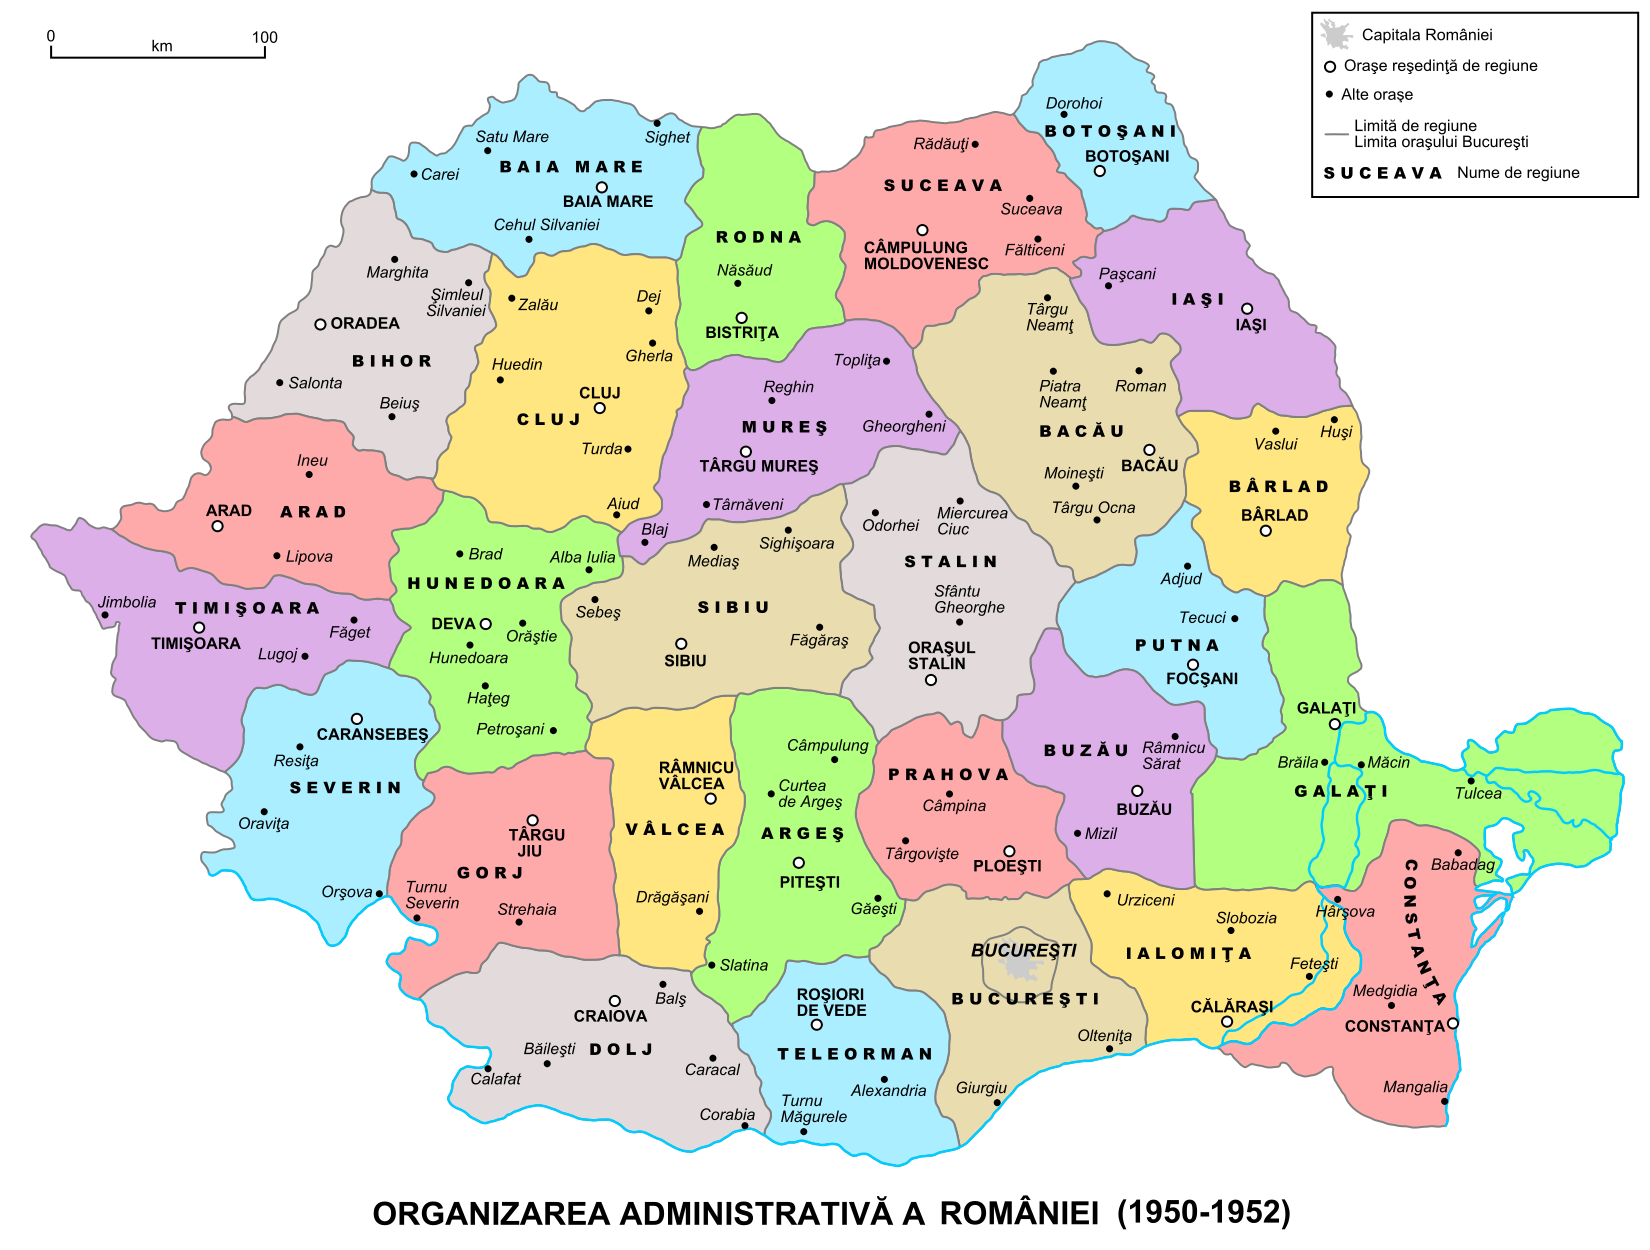 0
100
km
Capitala României
Orașe reședinţă de regiune
Alte orașe
Limită de regiune
Limita orașului București
SUCEAVA Nume de regiune
Dorohoi
BOTOŞANI
BOTOŞANI
Satu Mare
Sighet
BAIA MARE
Carei
BAIA MARE
Cehul Silvaniei
Rădăuţi
SUCEAVA
Suceava
CÂMPULUNG
MOLDOVENESC
Fălticeni
RODNA
Năsăud
BISTRIŢA
Marghita
Şimleul
Silvaniei
ORADEA
BIHOR
Salonta
Beiuş
Zalău
Dej
Gherla
Huedin
CLUJ
CLUJ
Turda
Aiud
Paşcani
IAŞI
IAŞI
Târgu
Neamţ
Piatra
Neamţ
Roman
BACĂU
BACĂU
Moineşti
Târgu Ocna
Topliţa
Reghin
MUREŞ
Gheorgheni
TÂRGU MUREŞ
Târnăveni
Blaj
Vaslui
Huşi
BÂRLAD
BÂRLAD
Ineu
ARAD
ARAD
Lipova
Brad
Alba Iulia
HUNEDOARA
DEVA
Orăştie
Hunedoara
Haţeg
Petroşani
Sighişoara
Mediaş
Sebeş
SIBIU
Făgăraş
SIBIU
Odorhei
Miercurea
Ciuc
STALIN
Sfântu
Gheorghe
ORAŞUL
STALIN
Adjud
Tecuci
PUTNA
FOCŞANI
Jimbolia
TIMIŞOARA
TIMIŞOARA
Făget
Lugoj
CARANSEBEŞ
Resiţa
SEVERIN
Oraviţa
Orşova
TÂRGU
JIU
GORJ
Turnu
Severin
Strehaia
RÂMNICU
VÂLCEA
VÂLCEA
Drăgăşani
Câmpulung
Curtea
de Argeş
ARGEŞ
PITEŞTI
Găeşti
Slatina
PRAHOVA
Câmpina
Târgovişte
PLOEŞTI
BUZĂU
Râmnicu
Sărat
BUZĂU
Mizil
GALAŢI
Brăila
Măcin
GALAŢI
Tulcea
Babadag
CONSTANŢA
Hârşova
Medgidia
CONSTANŢA
Mangalia
Urziceni
Slobozia
IALOMIŢA
Feteşti
CĂLĂRAŞI
BUCUREŞTI
BUCUREŞTI
Olteniţa
Giurgiu
ROŞIORI
DE VEDE
TELEORMAN
Alexandria
Turnu
Măgurele
Balş
CRAIOVA
DOLJ
Băileşti
Calafat
Caracal
Corabia
ORGANIZAREA ADMINISTRATIVĂ A ROMÂNIEI (1950-1952)